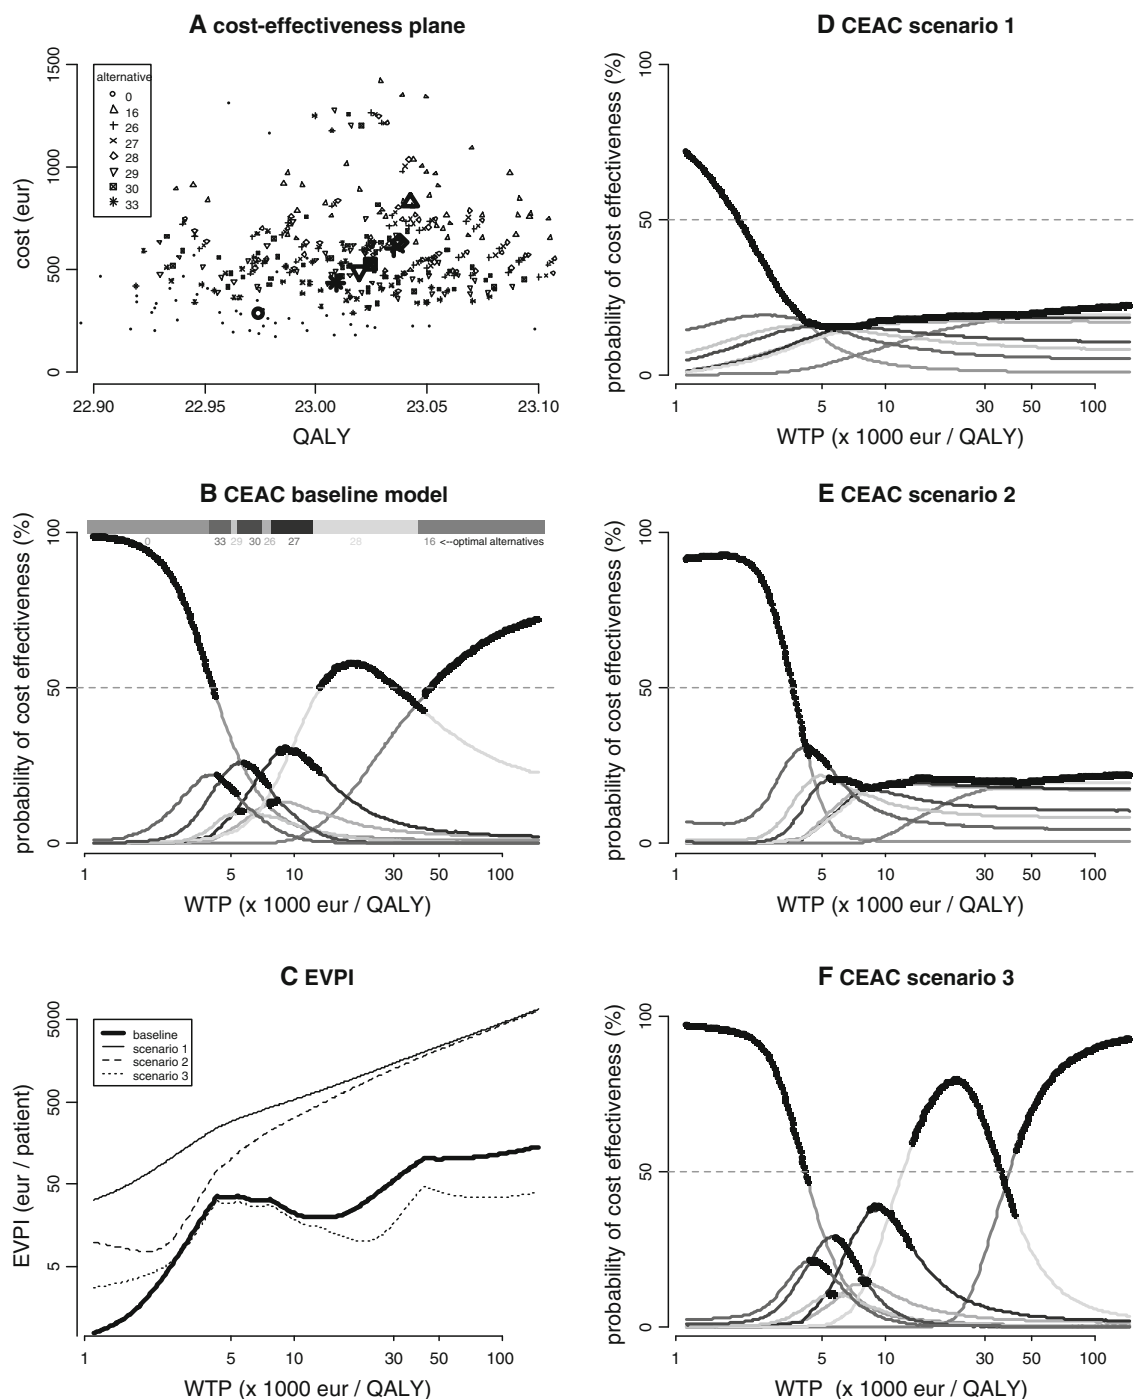 A cost-effectiveness plane
cost (eur)
1500
1000
500
0
alternative
0
16
26
27
28
29
30
33
22.90 22.95 23.00 23.05 23.10
QALY
D CEAC scenario 1
probability of cost effectiveness (%)
100
50
0
1 5 10 30 50 100
WTP (x 1000 eur / QALY)
B CEAC baseline model
probability of cost effectiveness (%)
100
50
0
0 33 29 30 26 27 28 16 <--optimal alternatives
1 5 10 30 50 100
WTP (x 1000 eur / QALY)
E CEAC scenario 2
probability of cost effectiveness (%)
100
50
0
1 5 10 30 50 100
WTP (x 1000 eur / QALY)
C EVPI
EVPI (eur / patient)
5000
500
50
5
baseline
scenario 1
scenario 2
scenario 3
1 5 10 30 50 100
WTP (x 1000 eur / QALY)
F CEAC scenario 3
probability of cost effectiveness (%)
100
50
0
1 5 10 30 50 100
WTP (x 1000 eur / QALY)